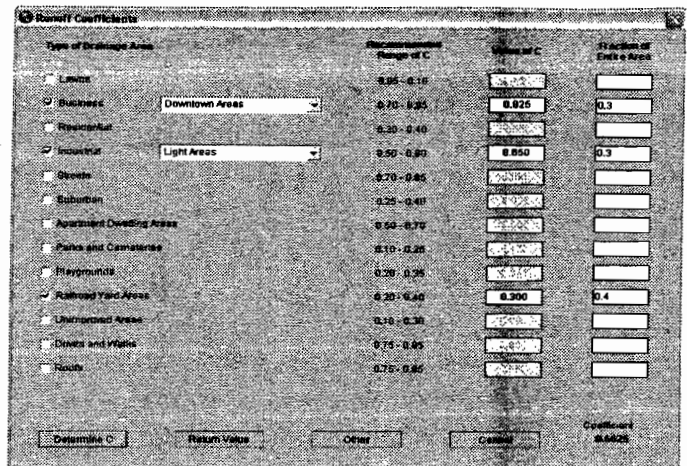 Runoff Coefficients
Type of Drainage Area Recommended Range of C Value of C Fraction of Entire Area
Lawns 0.05 - 0.10
Business Downtown Areas 0.70 - 0.95 0.825 0.3
Residential 0.30 - 0.40
Industrial Light Areas 0.50 - 0.80 0.650 0.3
Streets 0.70 - 0.95
Suburban 0.25 - 0.40
Apartment Dwelling Areas 0.50 - 0.70
Parks and Cemeteries 0.10 - 0.25
Playgrounds 0.20 - 0.35
Railroad Yard Areas 0.20 - 0.40 0.300 0.4
Unimproved Areas 0.10 - 0.30
Drives and Walks 0.75 - 0.85
Roofs 0.75 - 0.95
Coefficient
Determine C Return Value Other Cancel